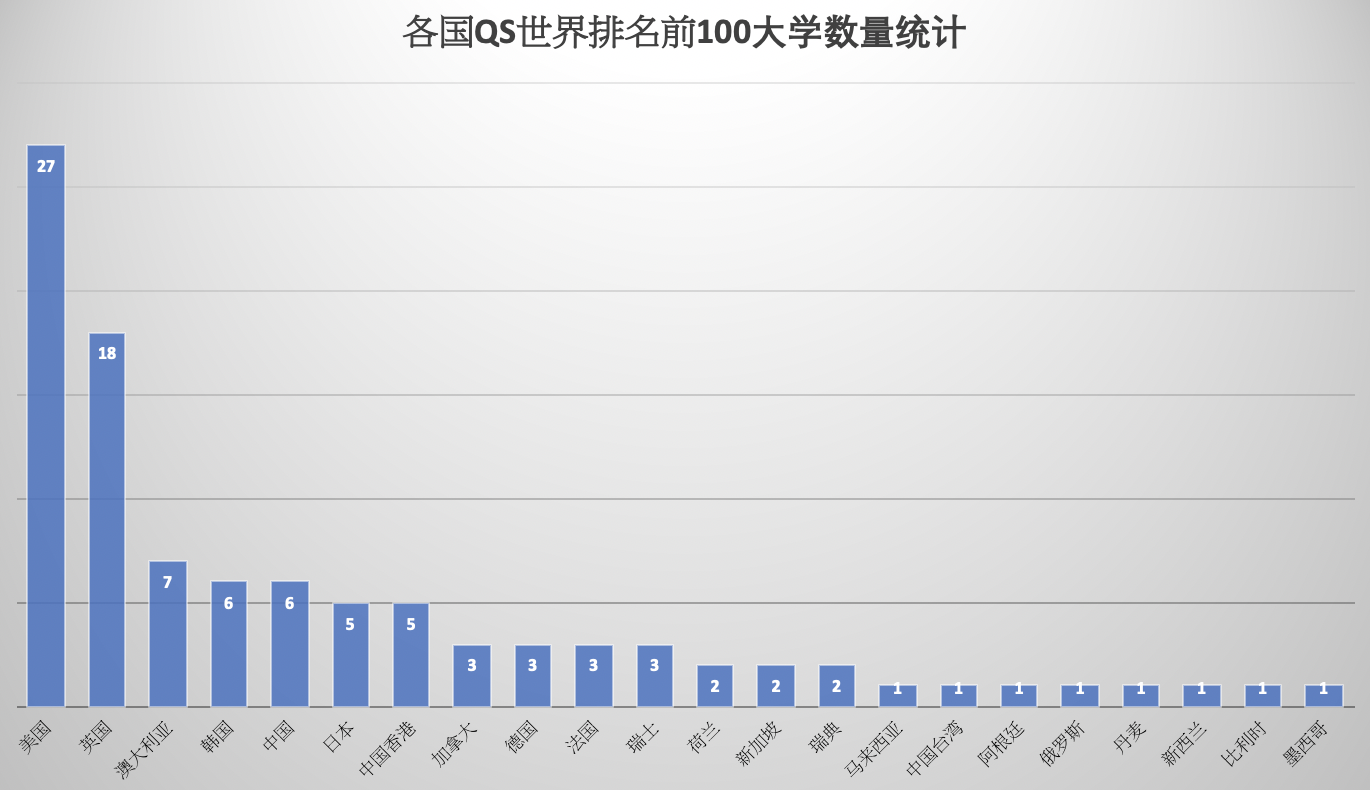 各国QS世界排名前100大学数量统计
27
18
7
6
6
5
5
3
3
3
3
2
2
2
1
1
1
1
1
1
1
1
美国
英国
澳大利亚
韩国
中国
日本
中国香港
加拿大
德国
法国
瑞士
荷兰
新加坡
瑞典
马来西亚
中国台湾
阿根廷
俄罗斯
丹麦
新西兰
比利时
墨西哥